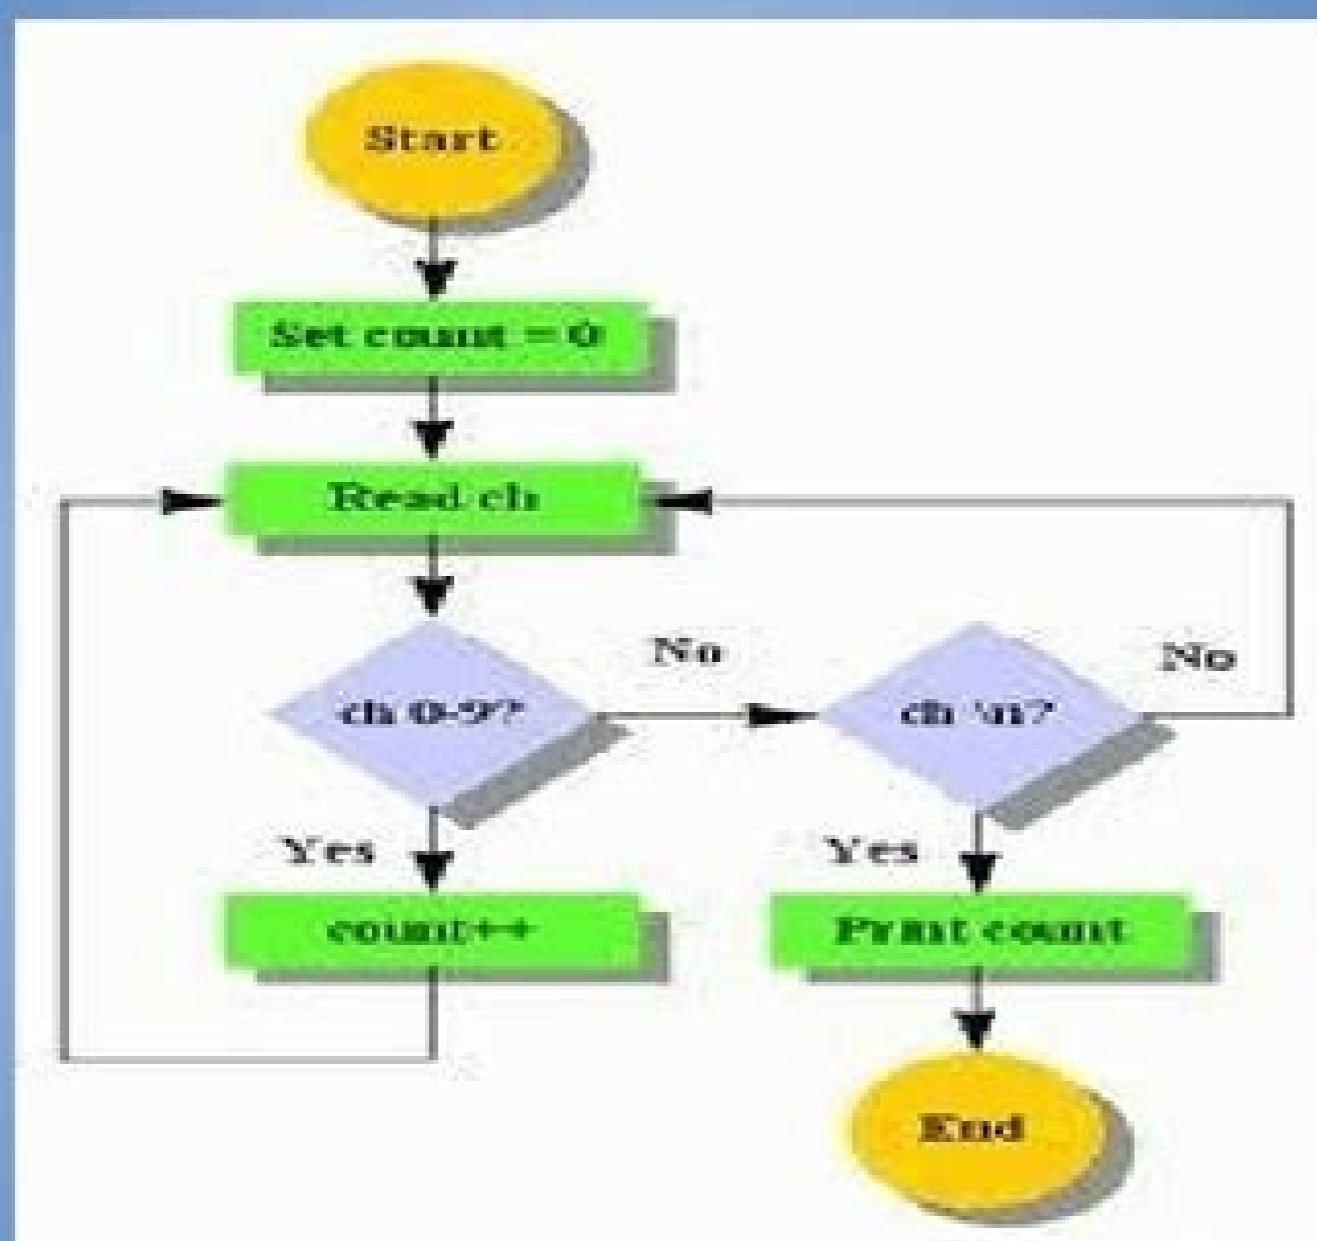 Start
Set count = 0
Read ch
ch 0-9?
No
ch \n?
No
Yes
Yes
count++
Print count
End